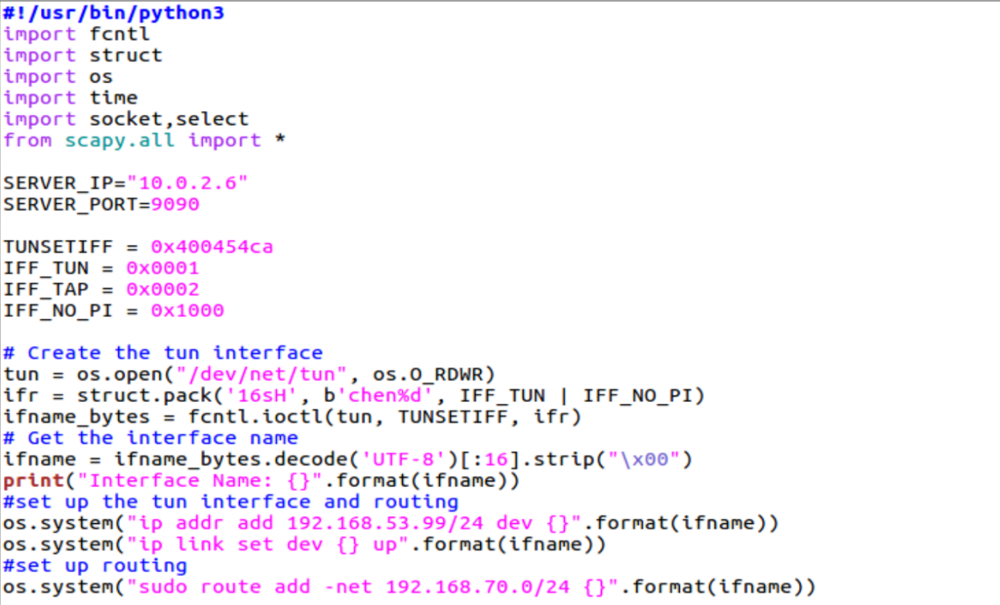 #!/usr/bin/python3
import fcntl
import struct
import os
import time
import socket,select
from scapy.all import *
SERVER_IP="10.0.2.6"
SERVER_PORT=9090
TUNSETIFF = 0x400454ca
IFF_TUN = 0x0001
IFF_TAP = 0x0002
IFF_NO_PI = 0x1000
# Create the tun interface
tun = os.open("/dev/net/tun", os.O_RDWR)
ifr = struct.pack('16sH', b'chen%d', IFF_TUN | IFF_NO_PI)
ifname_bytes = fcntl.ioctl(tun, TUNSETIFF, ifr)
# Get the interface name
ifname = ifname_bytes.decode('UTF-8')[:16].strip("\x00")
print("Interface Name: {}".format(ifname))
#set up the tun interface and routing
os.system("ip addr add 192.168.53.99/24 dev {}".format(ifname))
os.system("ip link set dev {} up".format(ifname))
#set up routing
os.system("sudo route add -net 192.168.70.0/24 {}".format(ifname))